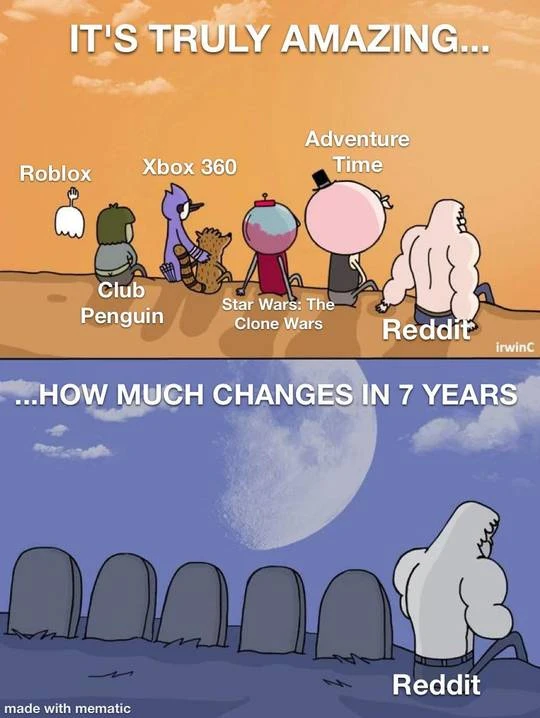 IT'S TRULY AMAZING...
Adventure
Time
Xbox 360
Roblox
Club
Penguin
Star Wars: The
Clone Wars
Reddit
irwinC
...HOW MUCH CHANGES IN 7 YEARS
Reddit
made with mematic